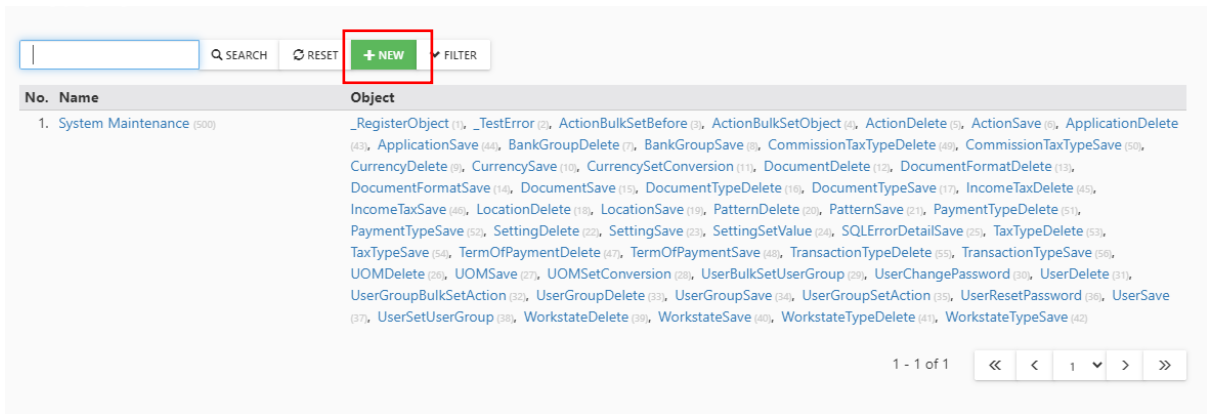 SEARCH RESET NEW FILTER
No. Name Object
1. System Maintenance (500) _RegisterObject (1), _TestError (2), ActionBulkSetBefore (3), ActionBulkSetObject (4), ActionDelete (5), ActionSave (6), ApplicationDelete
(43), ApplicationSave (44), BankGroupDelete (7), BankGroupSave (8), CommissionTaxTypeDelete (49), CommissionTaxTypeSave (50),
CurrencyDelete (9), CurrencySave (10), CurrencySetConversion (11), DocumentDelete (12), DocumentFormatDelete (13),
DocumentFormatSave (14), DocumentSave (15), DocumentTypeDelete (16), DocumentTypeSave (17), IncomeTaxDelete (45),
IncomeTaxSave (46), LocationDelete (18), LocationSave (19), PatternDelete (20), PatternSave (21), PaymentTypeDelete (51),
PaymentTypeSave (52), SettingDelete (22), SettingSave (23), SettingSetValue (24), SQLErrorDetailSave (25), TaxTypeDelete (53),
TaxTypeSave (54), TermOfPaymentDelete (47), TermOfPaymentSave (48), TransactionTypeDelete (55), TransactionTypeSave (56),
UOMDelete (26), UOMSave (27), UOMSetConversion (28), UserBulkSetUserGroup (29), UserChangePassword (30), UserDelete (31),
UserGroupBulkSetAction (32), UserGroupDelete (33), UserGroupSave (34), UserGroupSetAction (35), UserResetPassword (36), UserSave
(37), UserSetUserGroup (38), WorkstateDelete (39), WorkstateSave (40), WorkstateTypeDelete (41), WorkstateTypeSave (42)
1 - 1 of 1 « < 1 > »